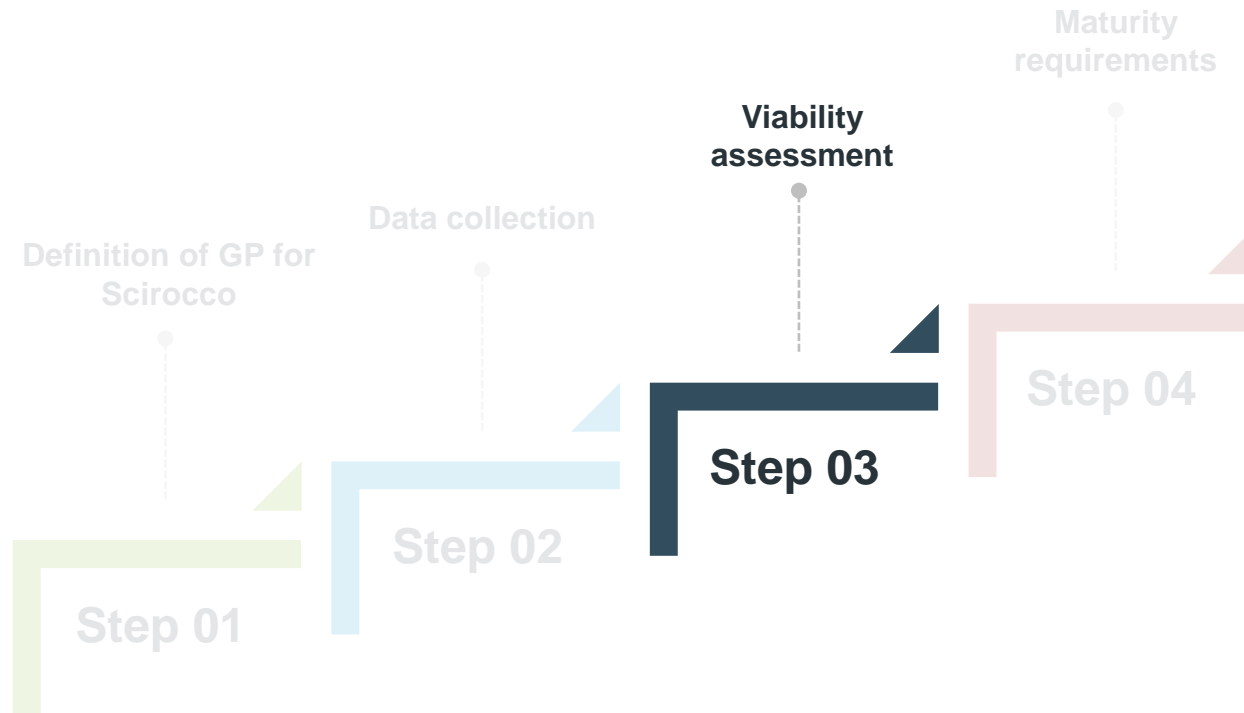 Definition of GP for
Scirocco
Step 01
Data collection
Step 02
Viability
assessment
Step 03
Maturity
requirements
Step 04